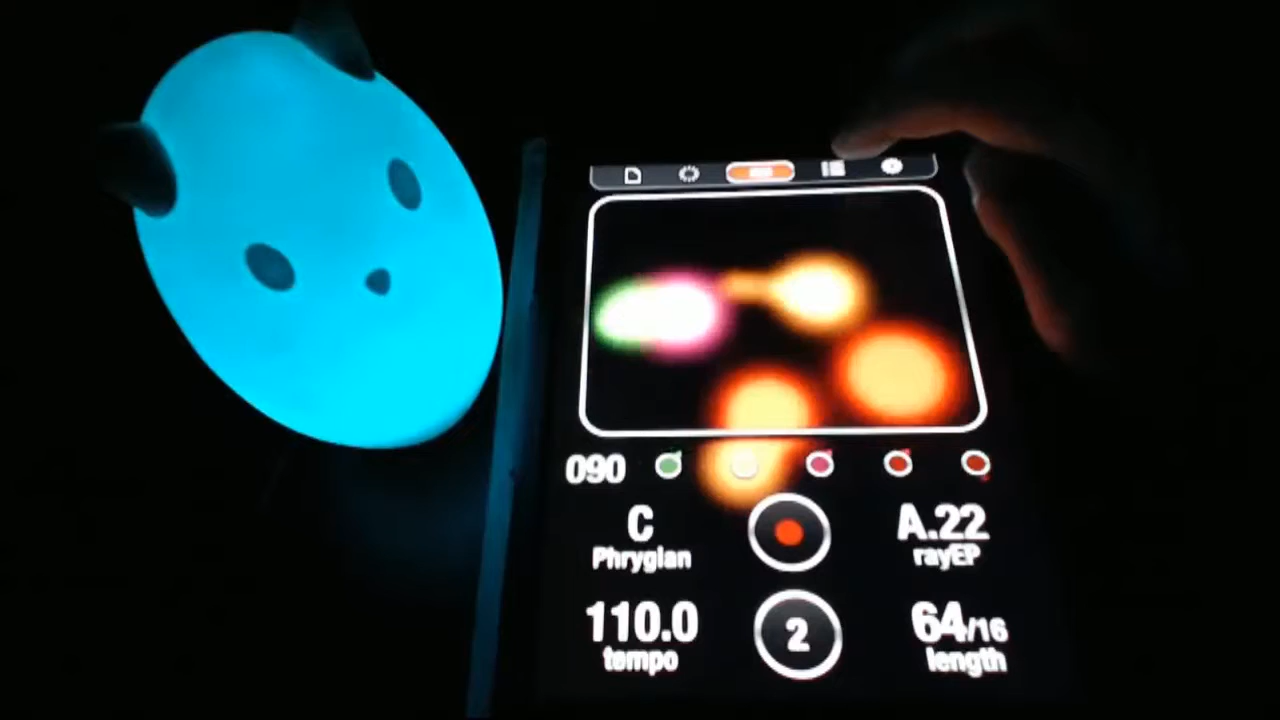 090
C
Phrygian
A.22
rayEP
110.0
tempo
2
64/16
length